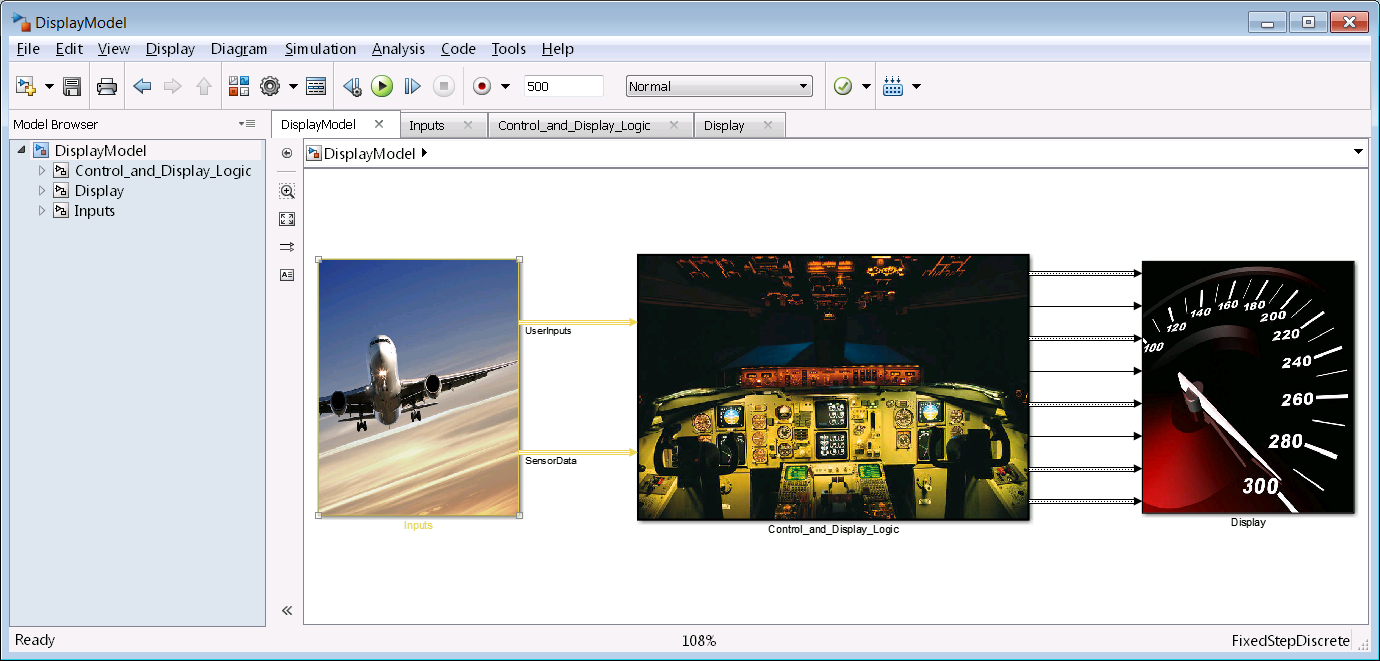 DisplayModel
File Edit View Display Diagram Simulation Analysis Code Tools Help
500 Normal
Model Browser
DisplayModel
Control_and_Display_Logic
Display
Inputs
DisplayModel Inputs Control_and_Display_Logic Display
DisplayModel
UserInputs
SensorData
Inputs
Control_and_Display_Logic
100 120 140 160 180 200 220 240 260 280 300
Display
Ready 108% FixedStepDiscrete